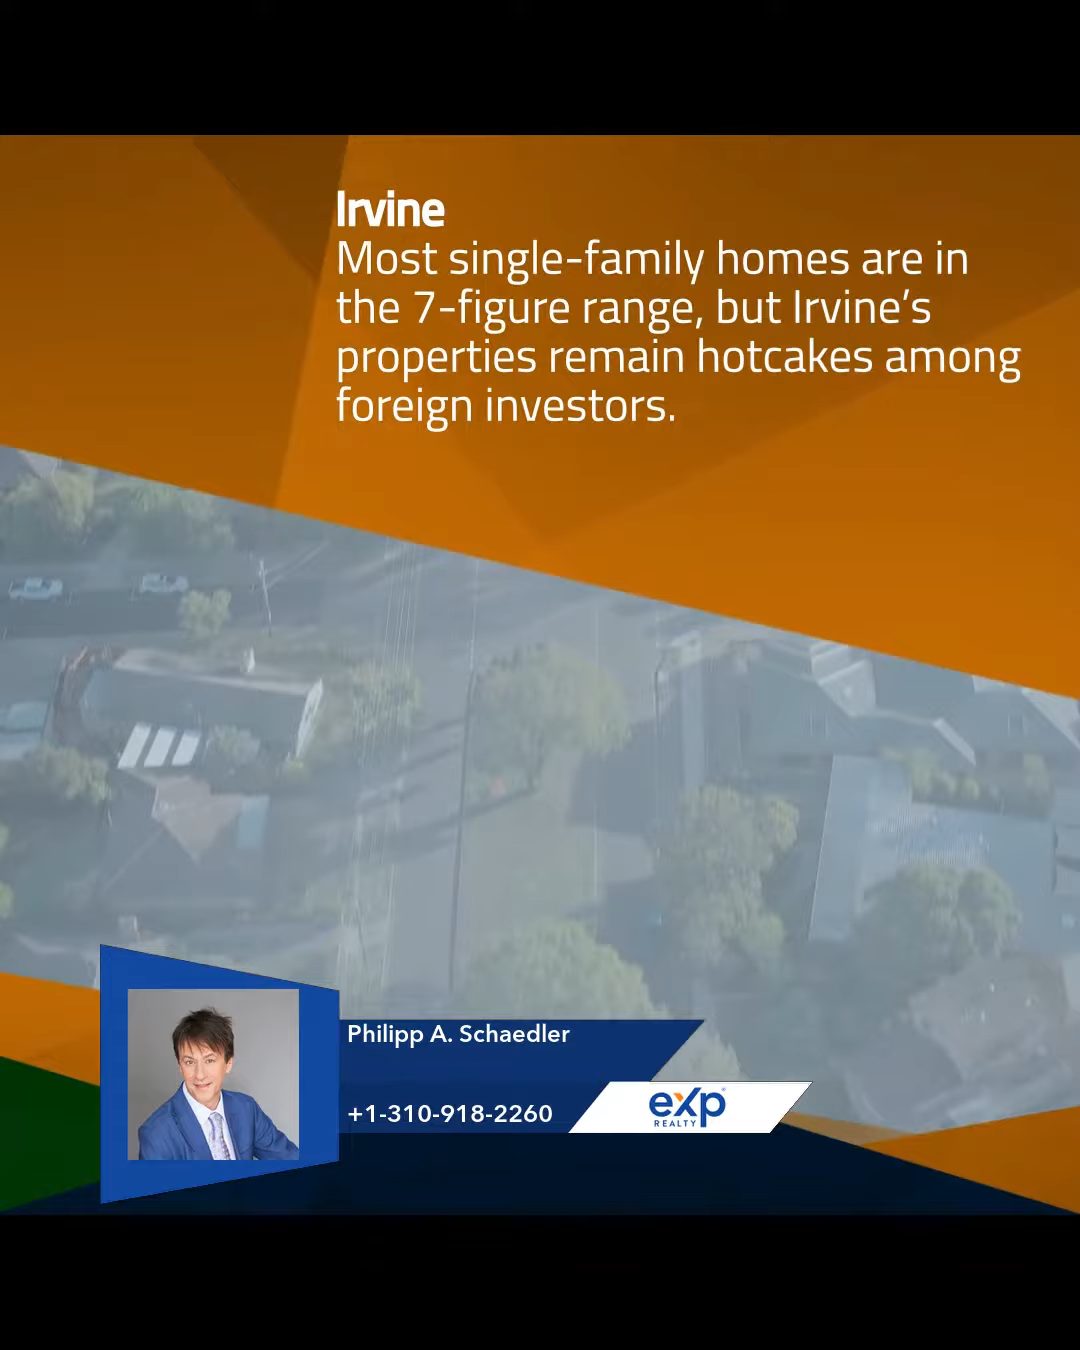 Irvine
Most single-family homes are in
the 7-figure range, but Irvine’s
properties remain hotcakes among
foreign investors.
Philipp A. Schaedler
+1-310-918-2260
eXp
REALTY